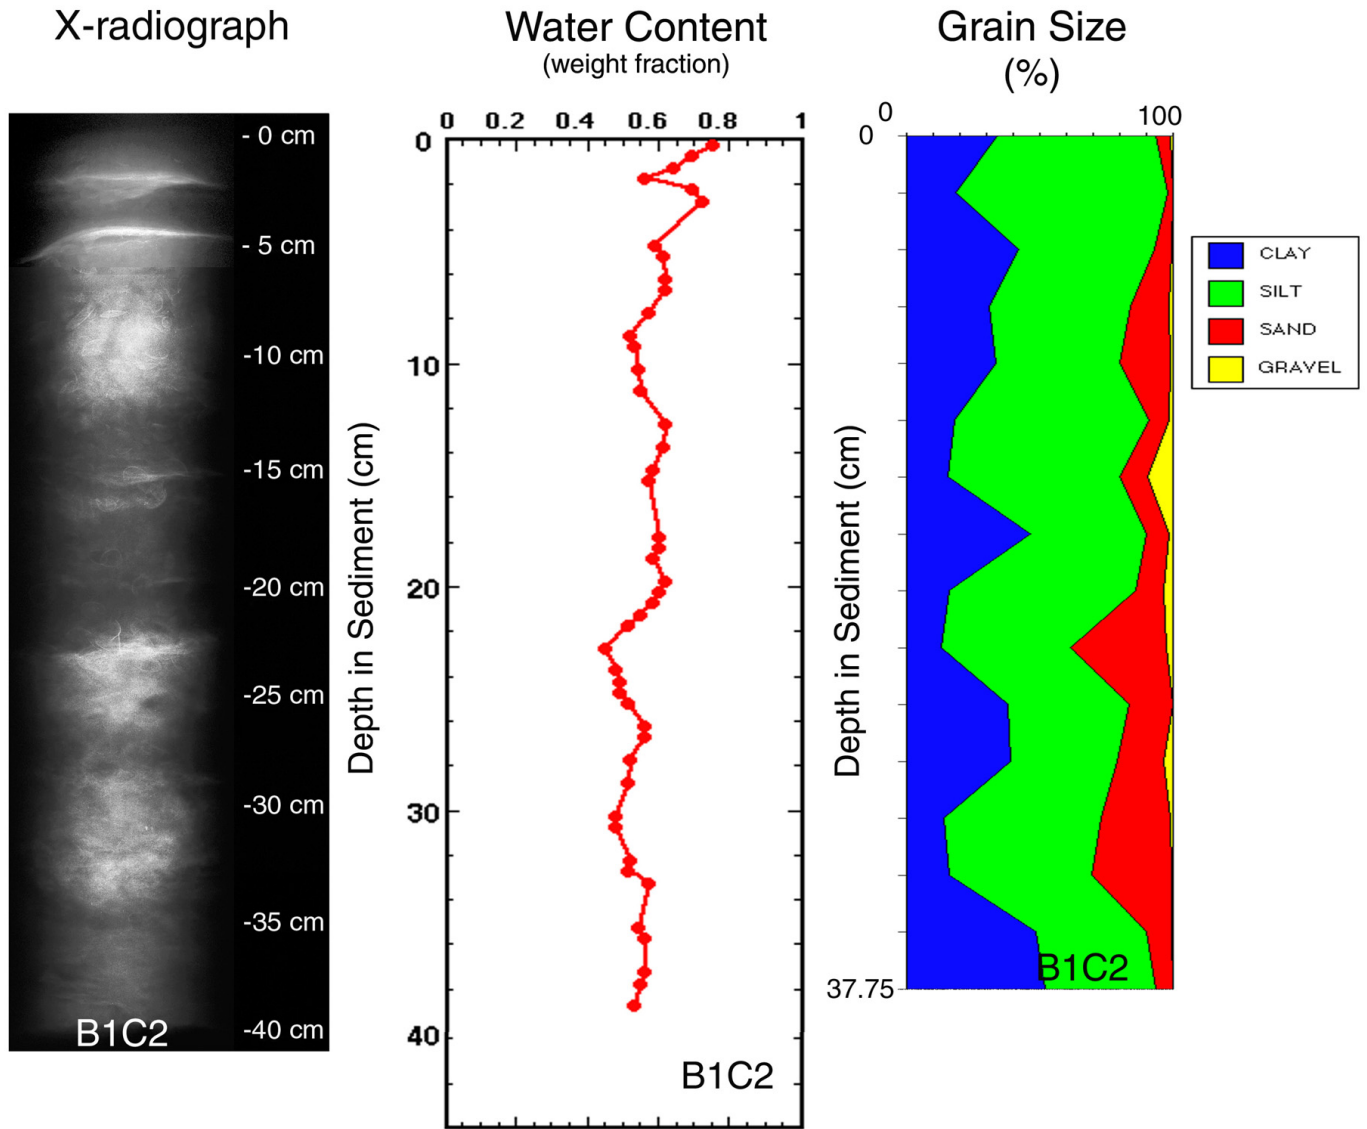 X-radiograph
- 0 cm
- 5 cm
-10 cm
-15 cm
-20 cm
-25 cm
-30 cm
-35 cm
-40 cm
B1C2
Water Content
(weight fraction)
0 0.2 0.4 0.6 0.8 1
0
10
20
30
40
Depth in Sediment (cm)
B1C2
Grain Size
(%)
0 100
0
37.75
Depth in Sediment (cm)
B1C2
CLAY
SILT
SAND
GRAVEL